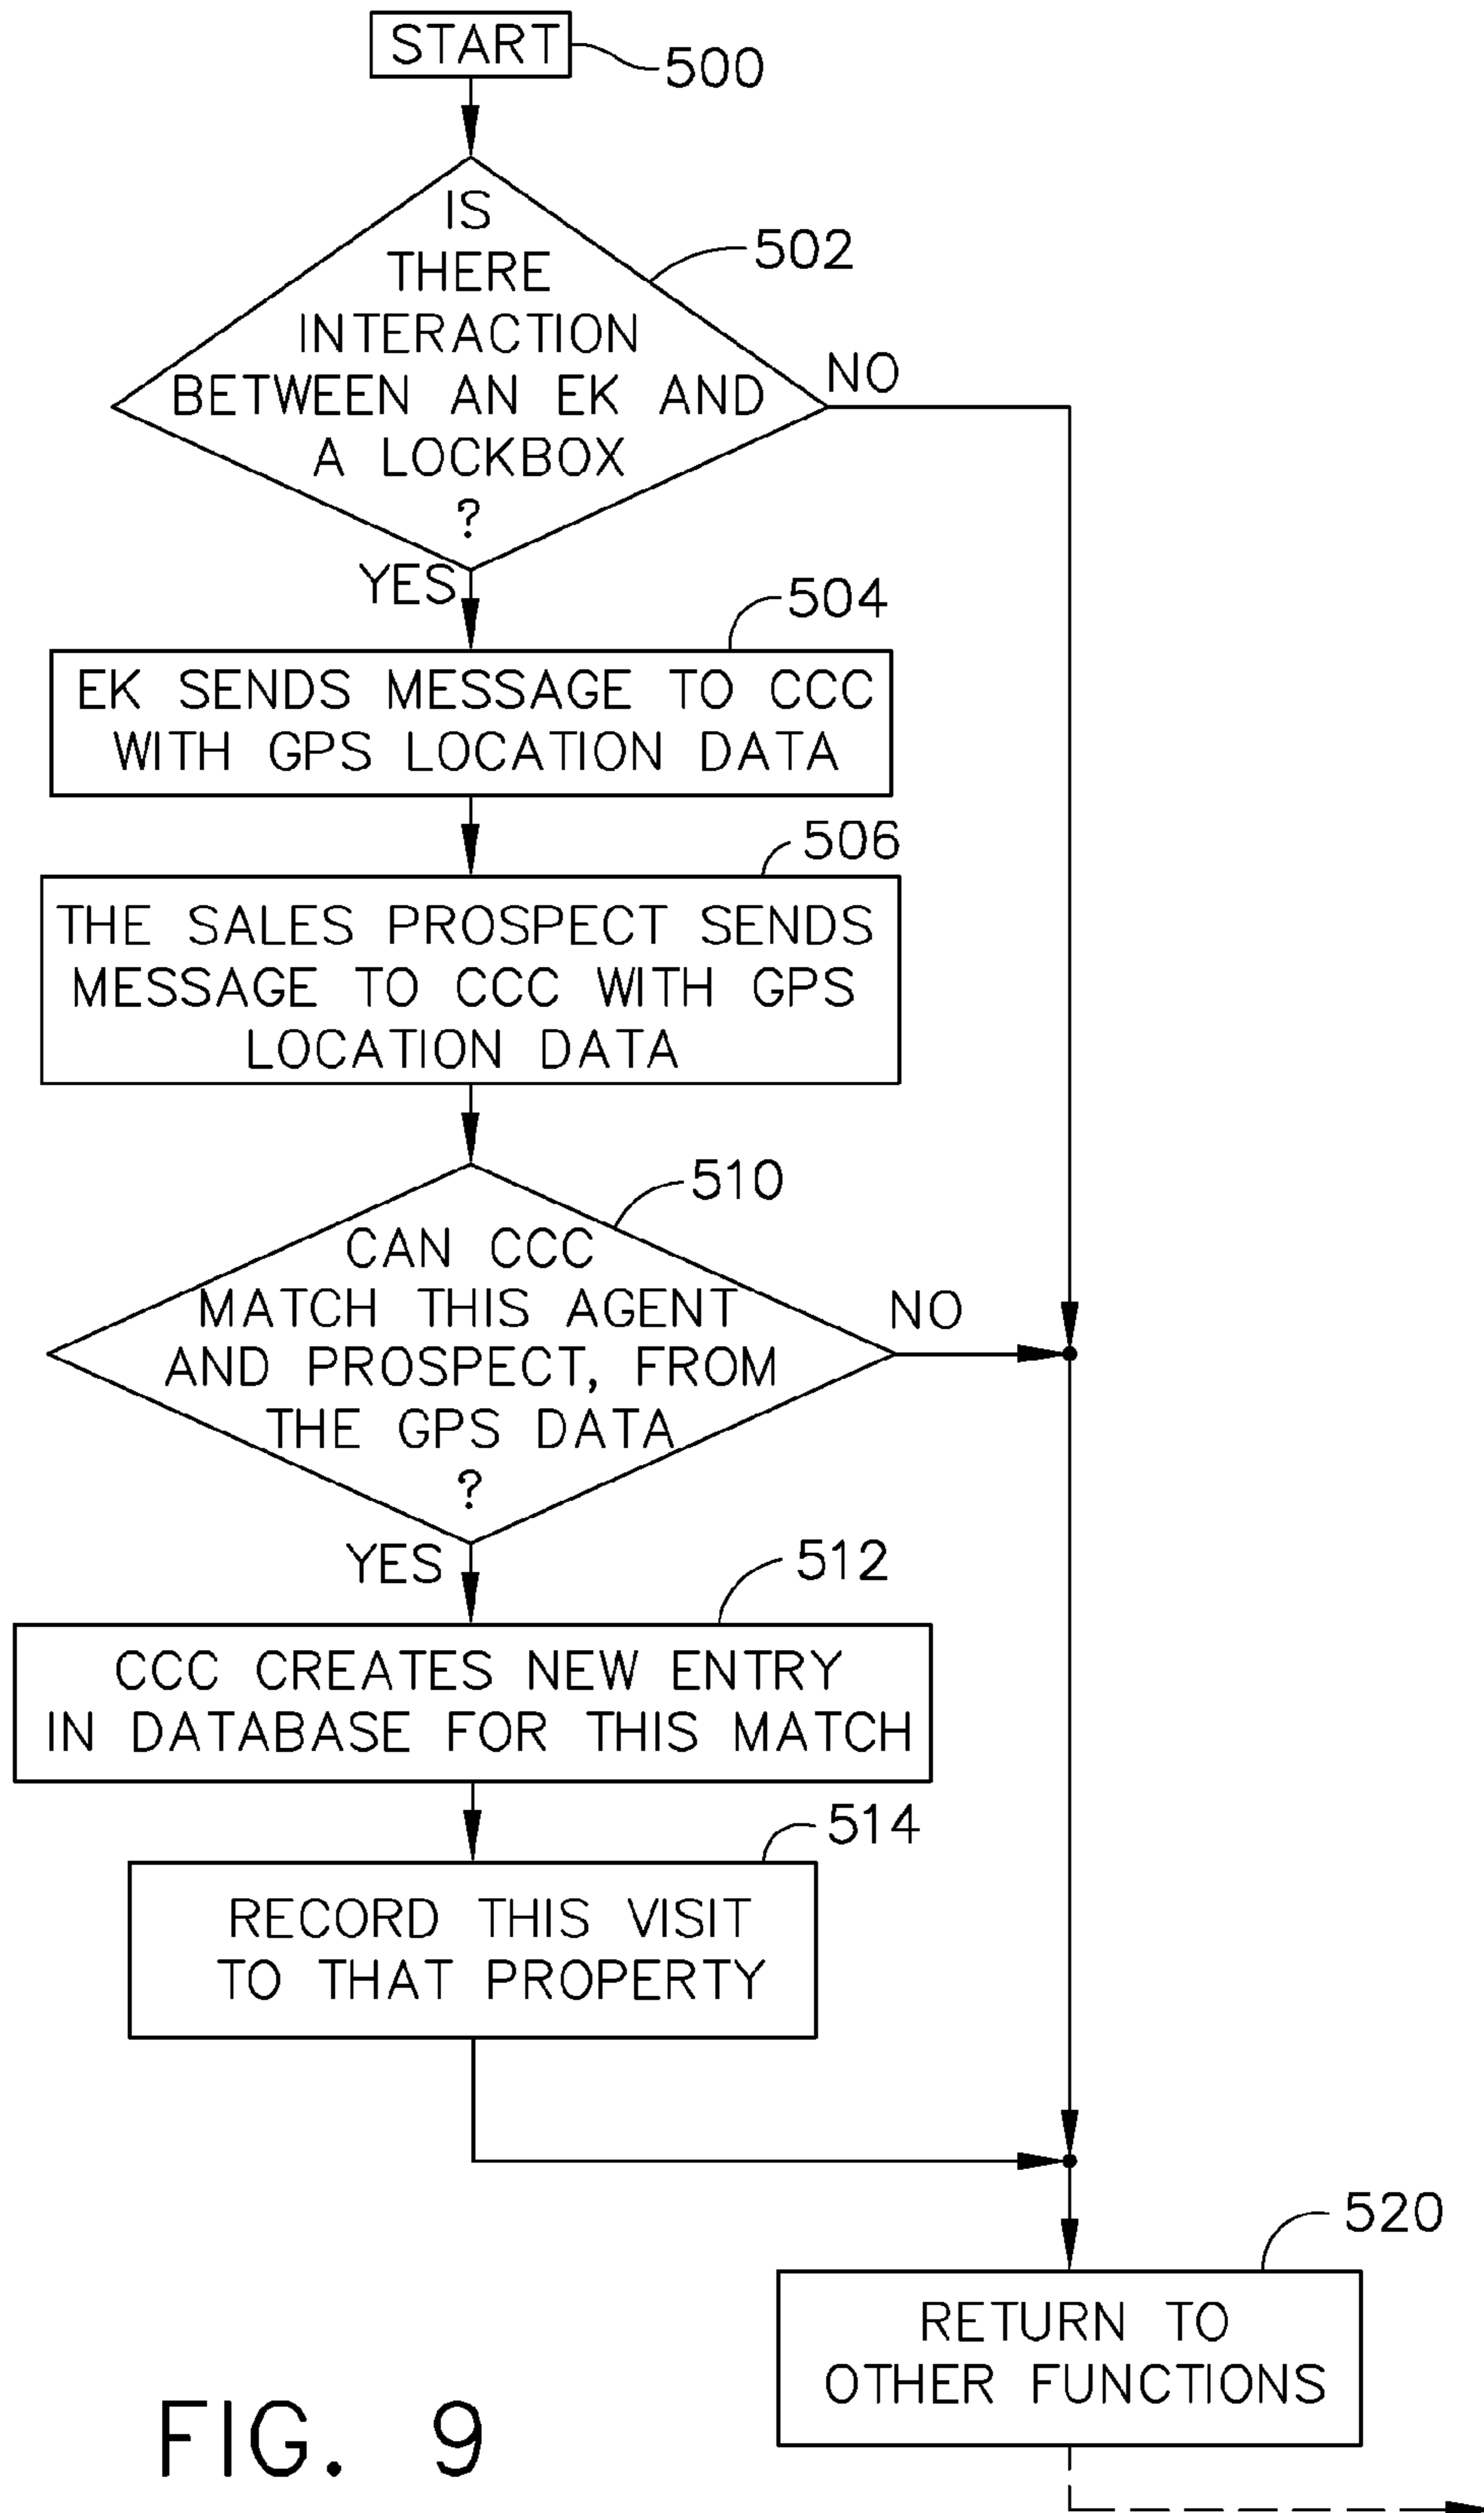 START
500
IS
THERE
INTERACTION
BETWEEN AN EK AND
A LOCKBOX
?
502
NO
YES
504
EK SENDS MESSAGE TO CCC
WITH GPS LOCATION DATA
506
THE SALES PROSPECT SENDS
MESSAGE TO CCC WITH GPS
LOCATION DATA
510
CAN CCC
MATCH THIS AGENT
AND PROSPECT, FROM
THE GPS DATA
?
NO
YES
512
CCC CREATES NEW ENTRY
IN DATABASE FOR THIS MATCH
514
RECORD THIS VISIT
TO THAT PROPERTY
520
RETURN TO
OTHER FUNCTIONS
FIG. 9